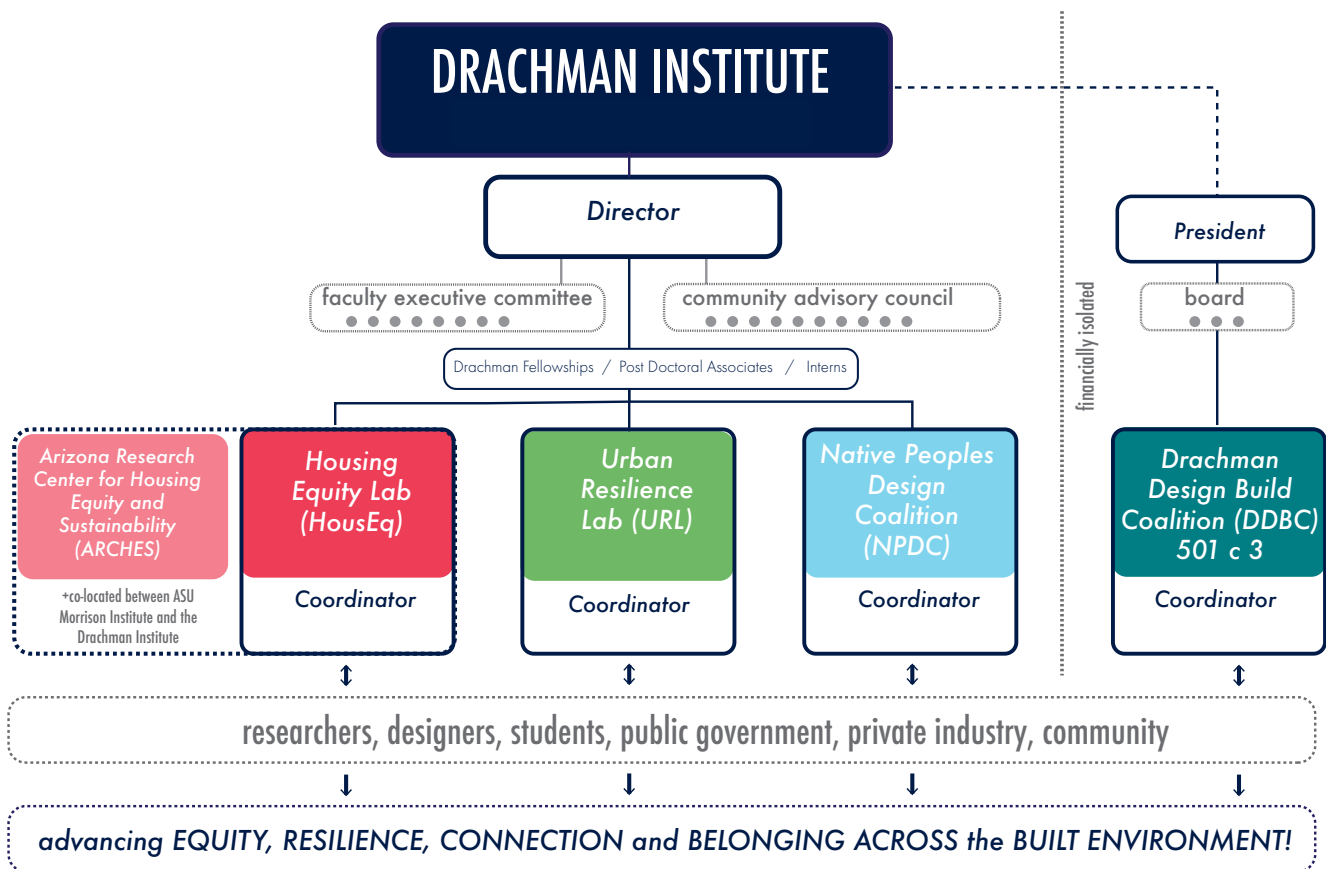 DRACHMAN INSTITUTE
Director
President
faculty executive committee
community advisory council
board
financially isolated
Drachman Fellowships / Post Doctoral Associates / Interns
Arizona Research
Center for Housing
Equity and
Sustainability
(ARCHES)
+co-located between ASU
Morrison Institute and the
Drachman Institute
Housing
Equity Lab
(HousEq)
Coordinator
Urban
Resilience
Lab (URL)
Coordinator
Native Peoples
Design
Coalition
(NPDC)
Coordinator
Drachman
Design Build
Coalition (DDBC)
501 c 3
Coordinator
researchers, designers, students, public government, private industry, community
advancing EQUITY, RESILIENCE, CONNECTION and BELONGING ACROSS the BUILT ENVIRONMENT!